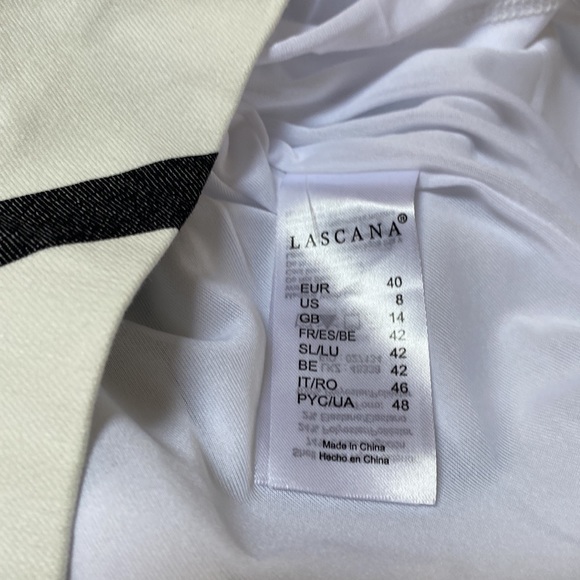 LASCANA®
EUR 40
US 8
GB 14
FR/ES/BE 42
SL/LU 42
BE 42
IT/RO 46
PYC/UA 48
Made in China
Hecho en China